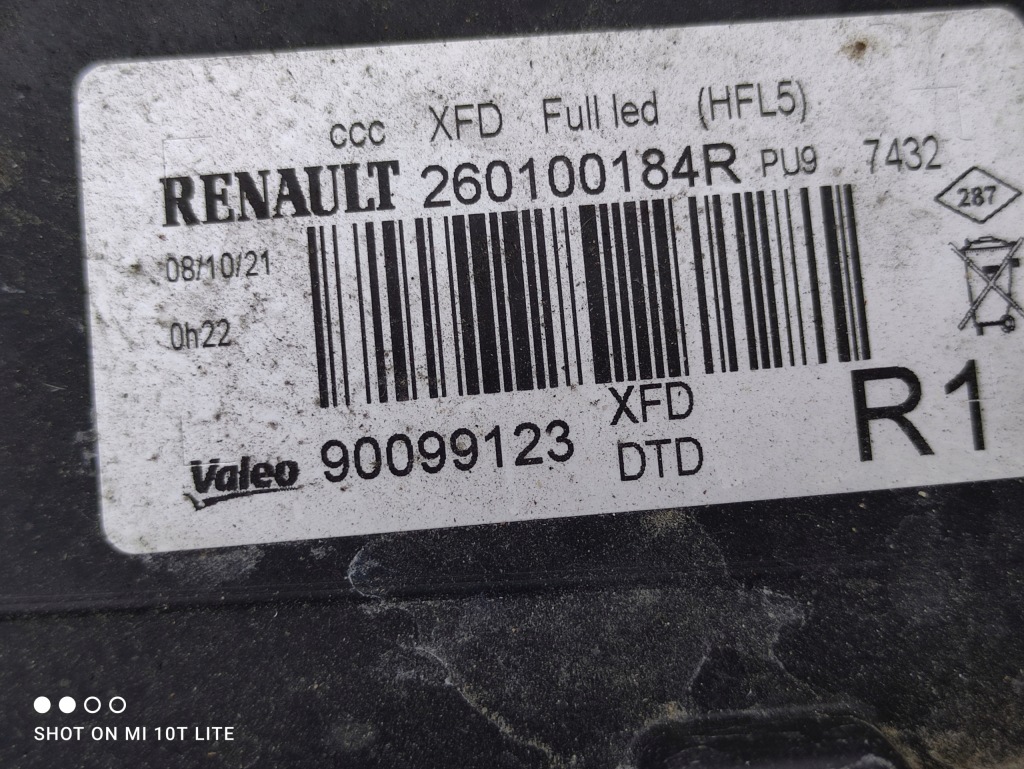 ccc XFD Full led (HFL5)
RENAULT 260100184R PU9 7432
287
08/10/21
0h22
XFD
Valeo 90099123 DTD
R1
SHOT ON MI 10T LITE